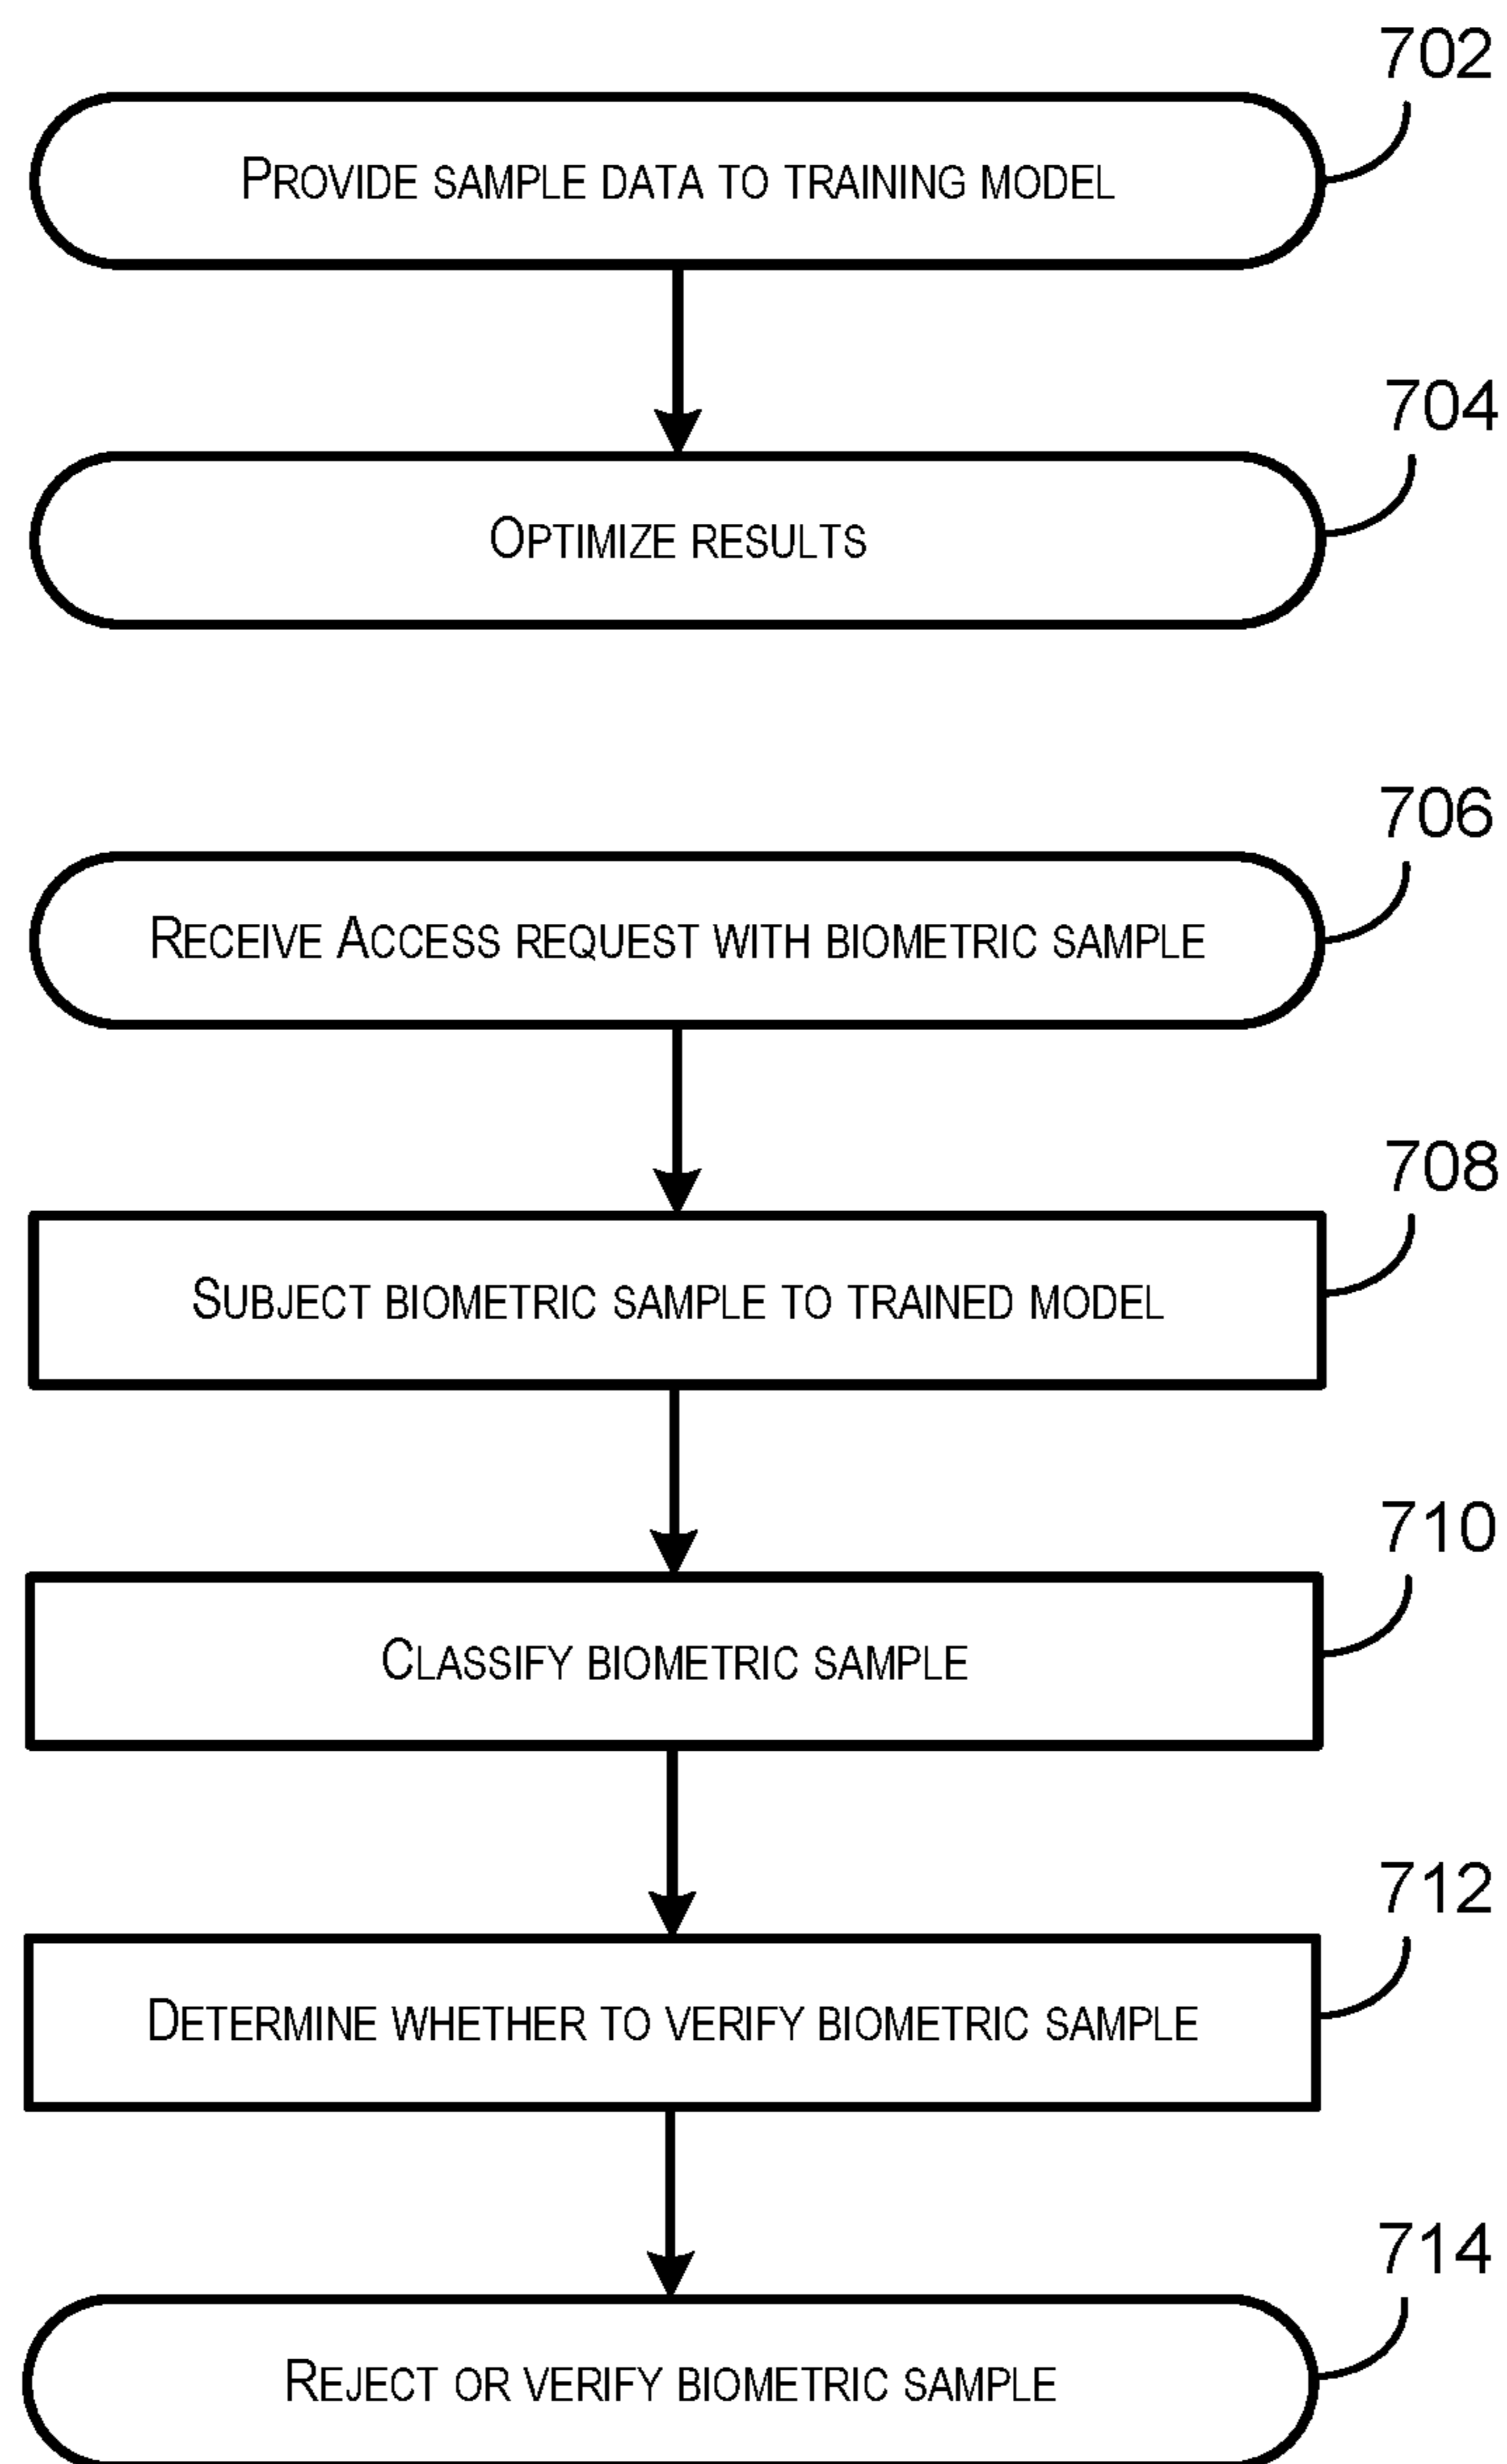 702
PROVIDE SAMPLE DATA TO TRAINING MODEL
704
OPTIMIZE RESULTS
706
RECEIVE ACCESS REQUEST WITH BIOMETRIC SAMPLE
708
SUBJECT BIOMETRIC SAMPLE TO TRAINED MODEL
710
CLASSIFY BIOMETRIC SAMPLE
712
DETERMINE WHETHER TO VERIFY BIOMETRIC SAMPLE
714
REJECT OR VERIFY BIOMETRIC SAMPLE